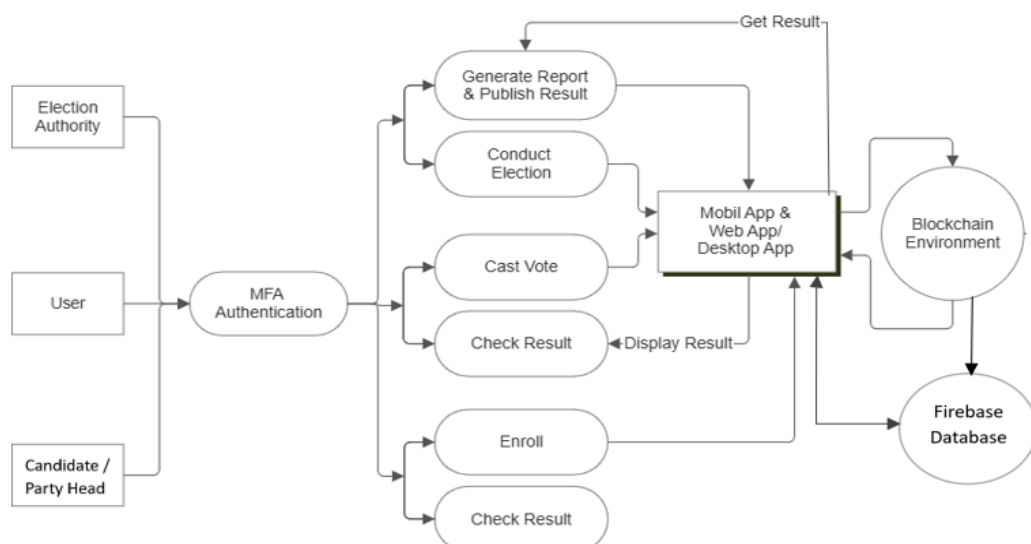 Get Result
Generate Report
& Publish Result
Election
Authority
Conduct
Election
Mobil App &
Web App/
Desktop App
Blockchain
Environment
Cast Vote
User
MFA
Authentication
Check Result
Display Result
Firebase
Database
Enroll
Candidate /
Party Head
Check Result